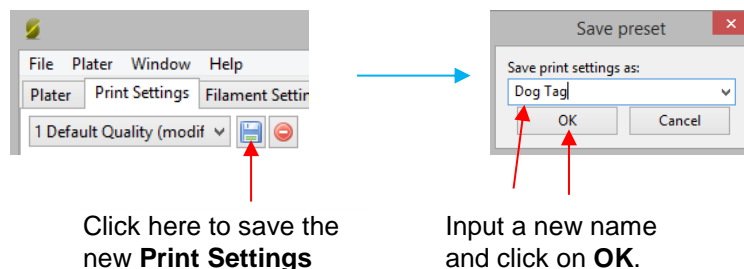 File Plater Window Help
Plater Print Settings Filament Settin
1 Default Quality (modif
Save preset
Save print settings as:
Dog Tag
OK Cancel
Click here to save the
new Print Settings
Input a new name
and click on OK.